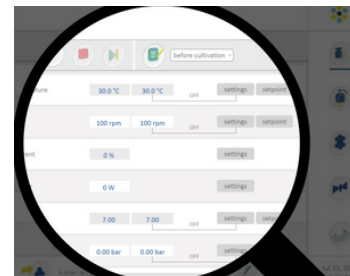 before cultivation
ture 30.0 °C 30.0 °C OFF settings setpoint
100 rpm 100 rpm OFF settings setpoint
ent 0 % settings
0 W settings
7.00 7.00 OFF settings
0.00 bar 0.00 bar OFF settings